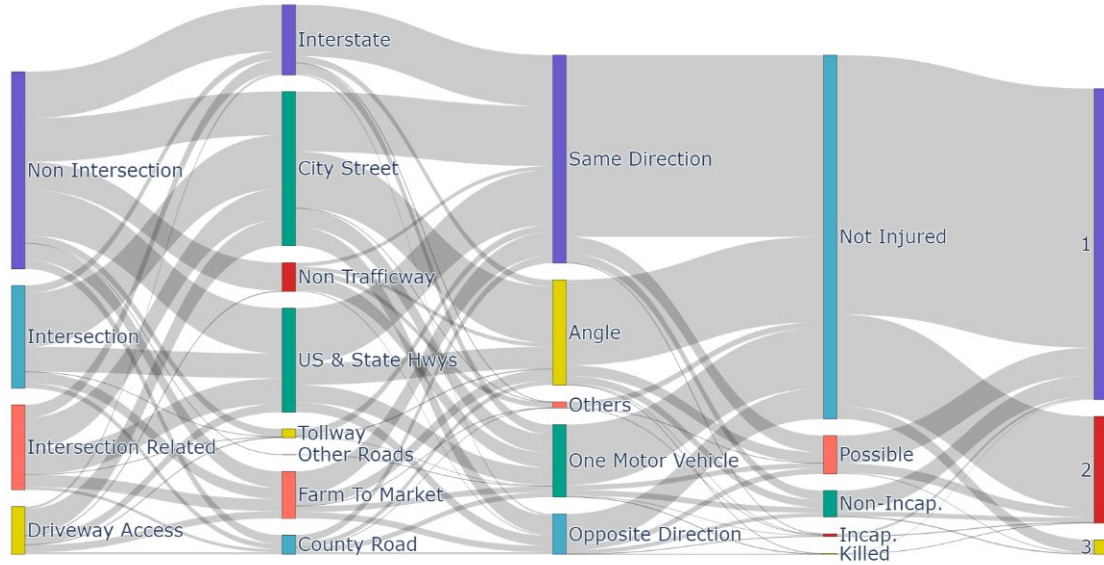 Non Intersection
Intersection
Intersection Related
Driveway Access
Interstate
City Street
Non Trafficway
US & State Hwys
Tollway
Other Roads
Farm To Market
County Road
Same Direction
Angle
Others
One Motor Vehicle
Opposite Direction
Not Injured
Possible
Non-Incap.
Incap.
Killed
1
2
3